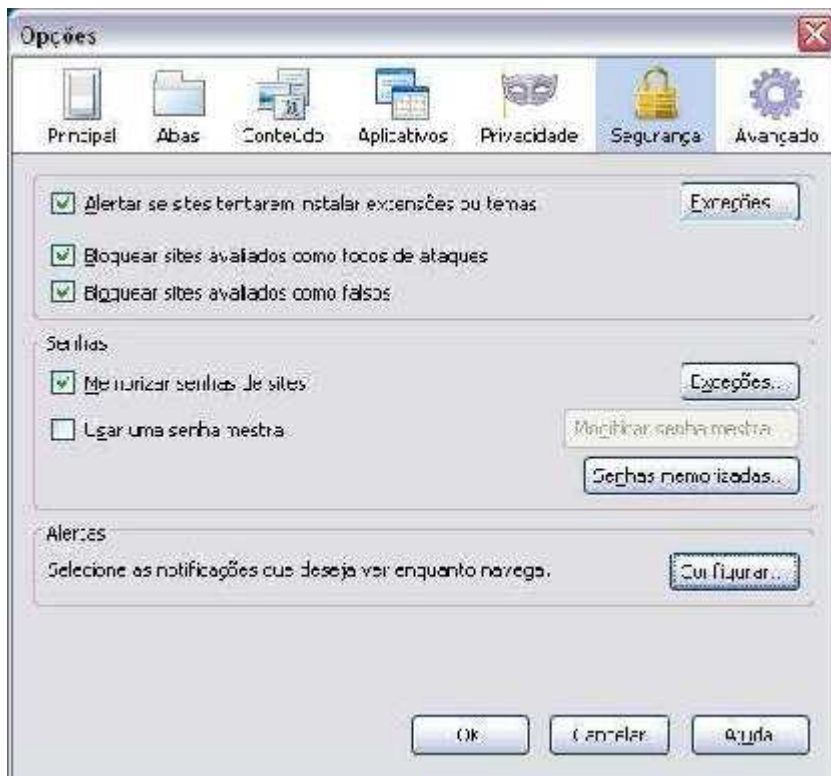 Opções
Principal Abas Conteúdo Aplicativos Privacidade Segurança Avançado
Alertar se sites tentarem instalar extensões ou temas Exceções...
Bloquear sites avaliados como focos de ataques
Bloquear sites avaliados como falsos
Senhas
Memorizar senhas de sites Exceções...
Usar uma senha mestra Modificar senha mestra...
Senhas memorizadas...
Alertas
Selecione as notificações que deseja ver enquanto navega. Configurar...
OK Cancelar Ajuda